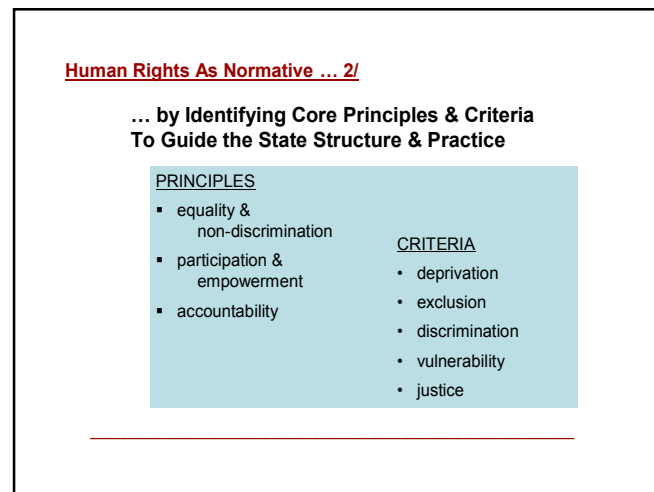 Human Rights As Normative … 2/
… by Identifying Core Principles & Criteria
To Guide the State Structure & Practice
PRINCIPLES
▪ equality &
non-discrimination
▪ participation &
empowerment
▪ accountability
CRITERIA
• deprivation
• exclusion
• discrimination
• vulnerability
• justice